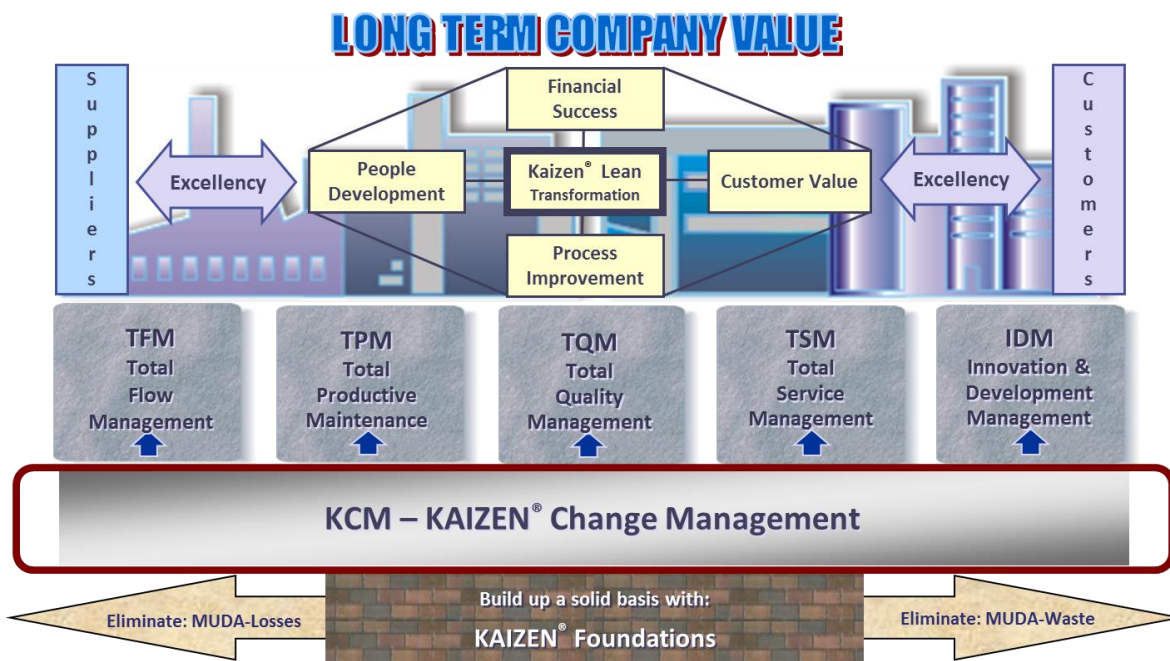 LONG TERM COMPANY VALUE
Suppliers
Excellency
People
Development
Financial
Success
Kaizen® Lean
Transformation
Process
Improvement
Customer Value
Excellency
Customers
TFM
Total
Flow
Management
TPM
Total
Productive
Maintenance
TQM
Total
Quality
Management
TSM
Total
Service
Management
IDM
Innovation &
Development
Management
KCM – KAIZEN® Change Management
Eliminate: MUDA-Losses
Build up a solid basis with:
KAIZEN® Foundations
Eliminate: MUDA-Waste